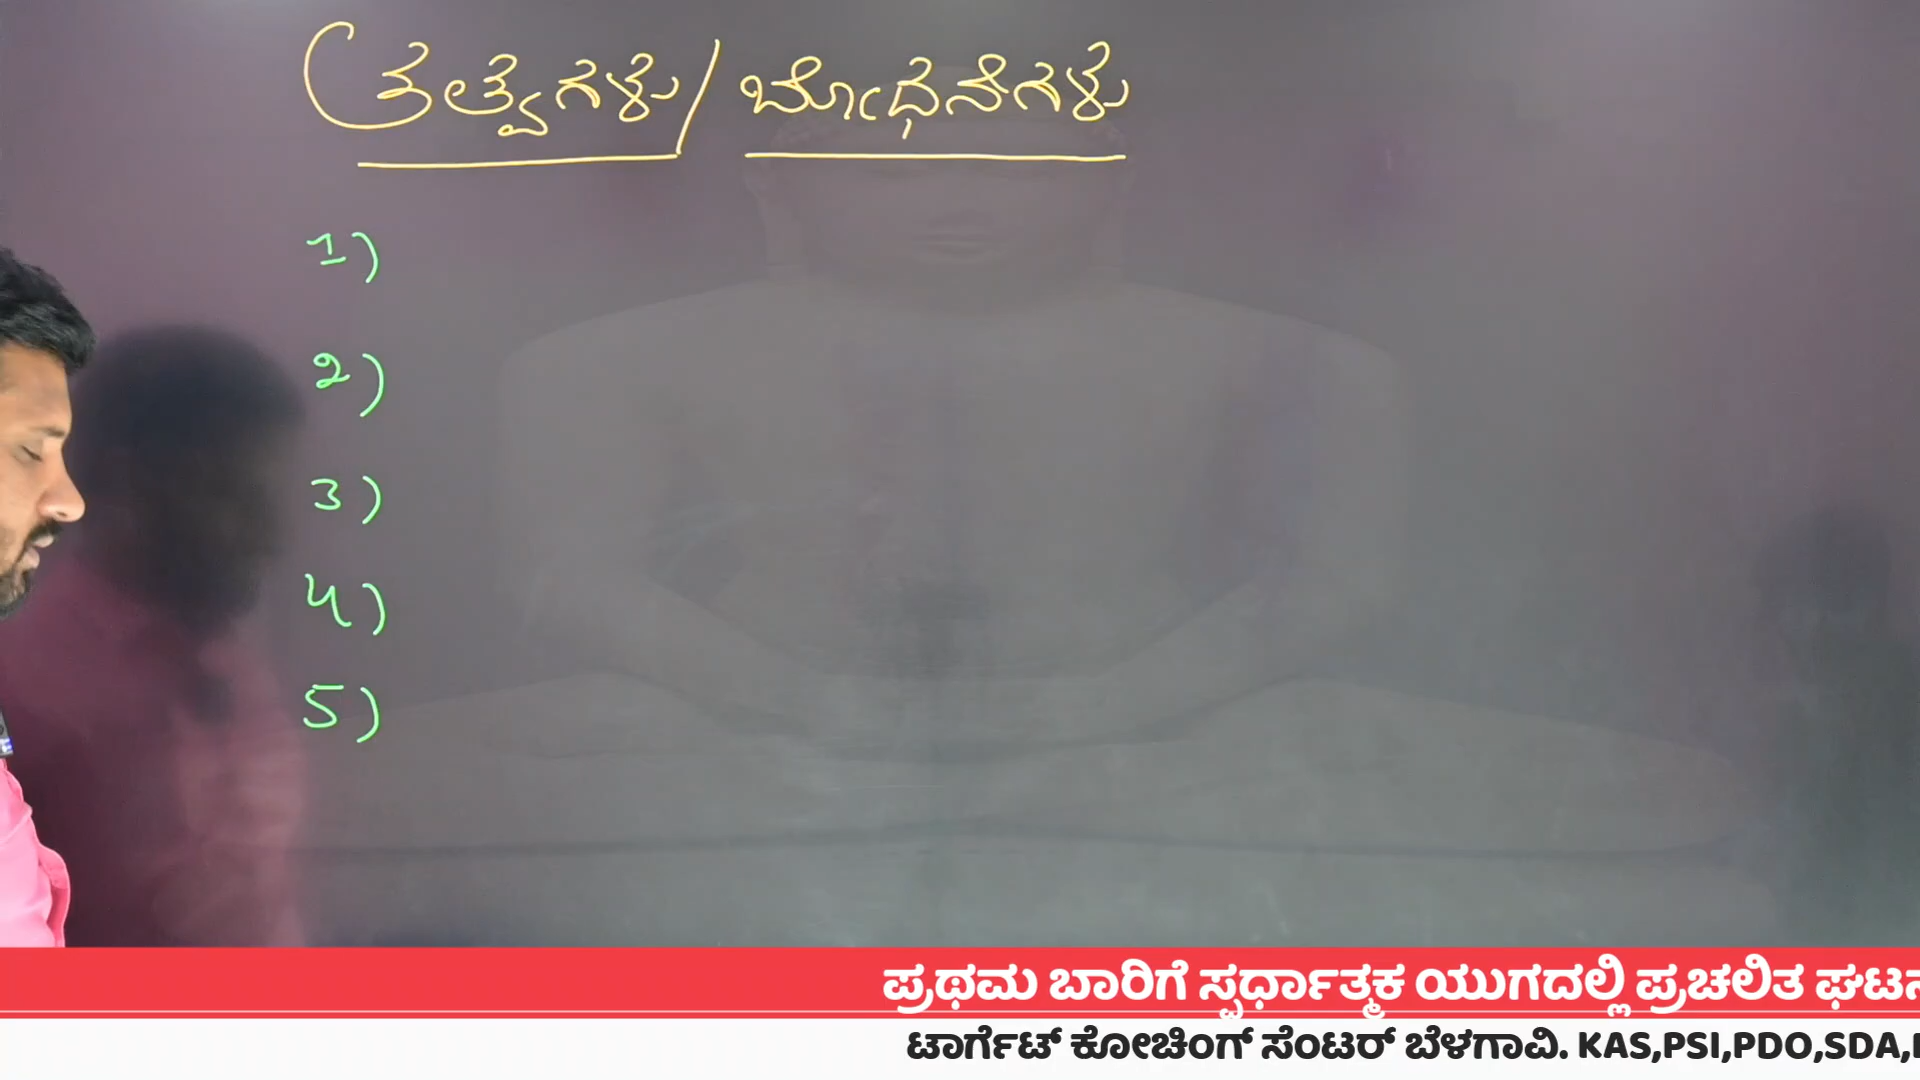 (ತತ್ವಗಳು/ ಬೋಧನೆಗಳು
1)
2)
3)
4)
5)
ಪ್ರಥಮ ಬಾರಿಗೆ ಸ್ಪರ್ಧಾತ್ಮಕ ಯುಗದಲ್ಲಿ ಪ್ರಚಲಿತ
ಟಾರ್ಗೆಟ್ ಕೋಚಿಂಗ್ ಸೆಂಟರ್ ಬೆಳಗಾವಿ. KAS,PSI,PDO,SDA,